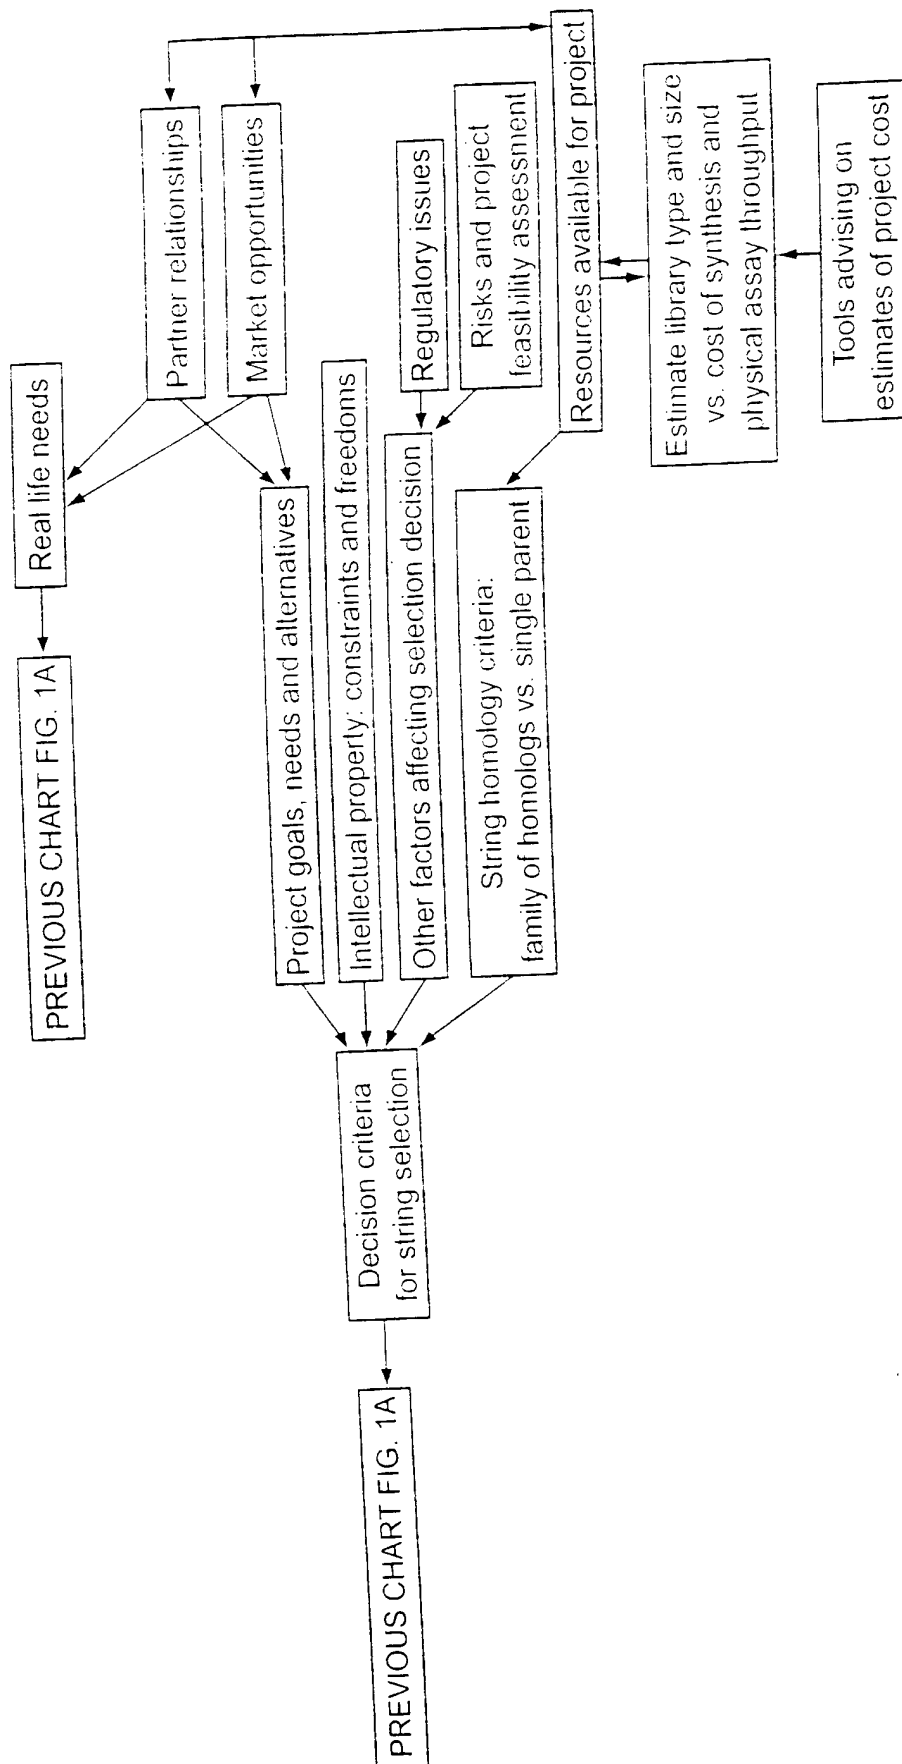 PREVIOUS CHART FIG. 1A
Real life needs
Partner relationships
Market opportunities
Project goals, needs and alternatives
Intellectual property: constraints and freedoms
Regulatory issues
Other factors affecting selection decision
Risks and project
feasibility assessment
String homology criteria:
family of homologs vs. single parent
Resources available for project
Decision criteria
for string selection
PREVIOUS CHART FIG. 1A
Estimate library type and size
vs. cost of synthesis and
physical assay throughput
Tools advising on
estimates of project cost